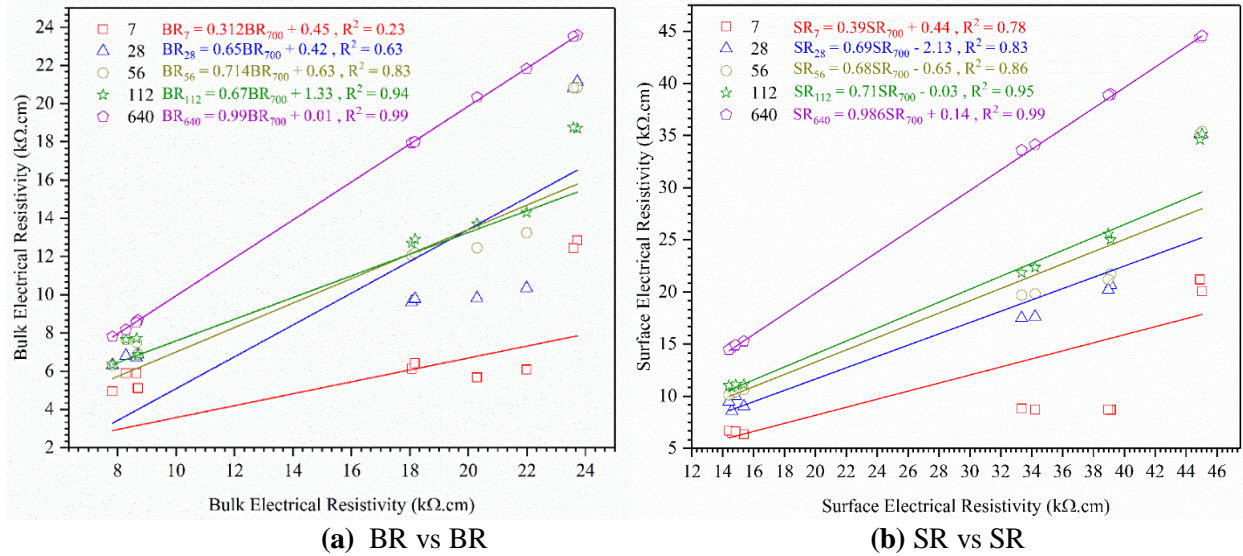 7 BR7 = 0.312BR700 + 0.45, R2 = 0.23
28 BR28 = 0.65BR700 + 0.42, R2 = 0.63
56 BR56 = 0.714BR700 + 0.63, R2 = 0.83
112 BR112 = 0.67BR700 + 1.33, R2 = 0.94
640 BR640 = 0.99BR700 + 0.01, R2 = 0.99
24
22
20
18
16
14
12
10
8
6
4
2
Bulk Electrical Resistivity (kΩ.cm)
8 10 12 14 16 18 20 22 24
Bulk Electrical Resistivity (kΩ.cm)
(a) BR vs BR
7 SR7 = 0.39SR700 + 0.44, R2 = 0.78
28 SR28 = 0.69SR700 - 2.13, R2 = 0.83
56 SR56 = 0.68SR700 - 0.65, R2 = 0.86
112 SR112 = 0.71SR700 - 0.03, R2 = 0.95
640 SR640 = 0.986SR700 + 0.14, R2 = 0.99
45
40
35
30
25
20
15
10
5
Surface Electrical Resistivity (kΩ.cm)
12 14 16 18 20 22 24 26 28 30 32 34 36 38 40 42 44 46
Surface Electrical Resistivity (kΩ.cm)
(b) SR vs SR